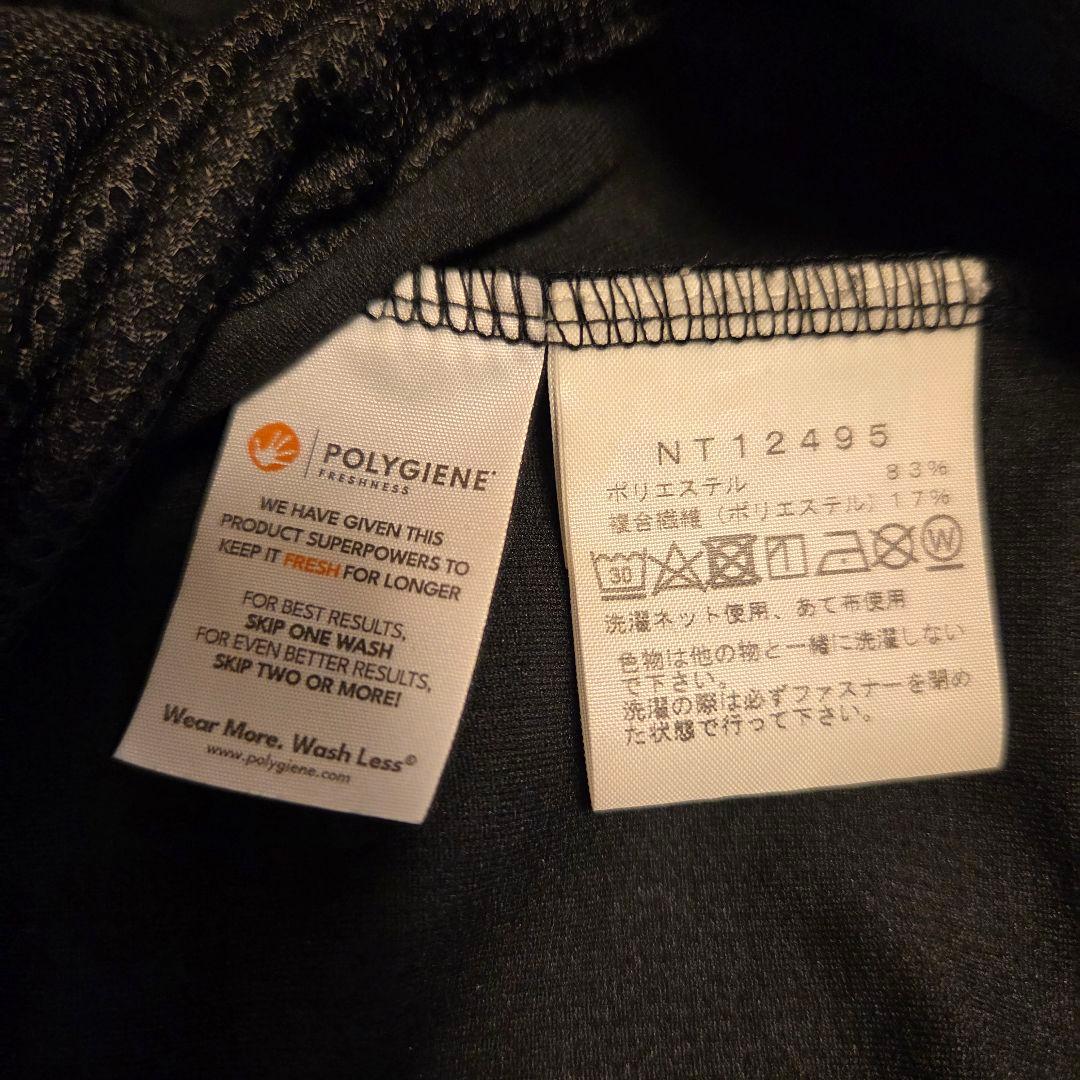 POLYGIENE®
FRESHNESS
WE HAVE GIVEN THIS
PRODUCT SUPERPOWERS TO
KEEP IT FRESH FOR LONGER
FOR BEST RESULTS,
SKIP ONE WASH
FOR EVEN BETTER RESULTS,
SKIP TWO OR MORE!
Wear More. Wash Less©
www.polygiene.com
NT12495
ポリエステル 83%
複合繊維(ポリエステル) 17%
30 W
洗濯ネット使用、あて布使用
色物は他の物と一緒に洗濯しない
で下さい。
洗濯の際は必ずファスナーを閉め
た状態で行って下さい。